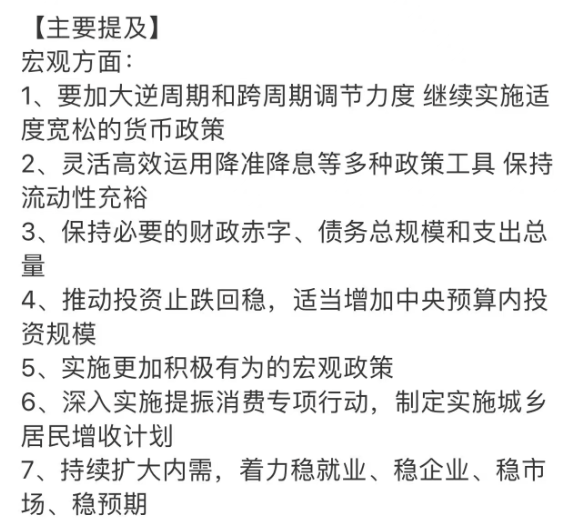 【主要提及】
宏观方面：
1、要加大逆周期和跨周期调节力度 继续实施适
度宽松的货币政策
2、灵活高效运用降准降息等多种政策工具 保持
流动性充裕
3、保持必要的财政赤字、债务总规模和支出总
量
4、推动投资止跌回稳，适当增加中央预算内投
资规模
5、实施更加积极有为的宏观政策
6、深入实施提振消费专项行动，制定实施城乡
居民增收计划
7、持续扩大内需，着力稳就业、稳企业、稳市
场、稳预期